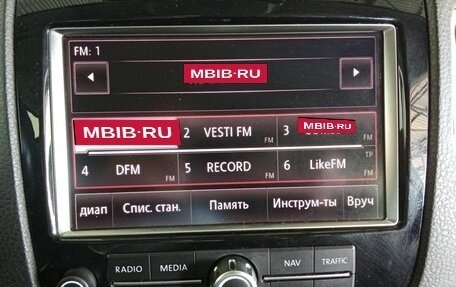 FM: 1
MBIB·RU
MBIB·RU 2 VESTI FM FM 3 MBIB·RU FM
TP
4 DFM FM 5 RECORD FM 6 LikeFM FM
диап Спис. стан. Память Инструм-ты Вруч
RADIO MEDIA NAV TRAFFIC